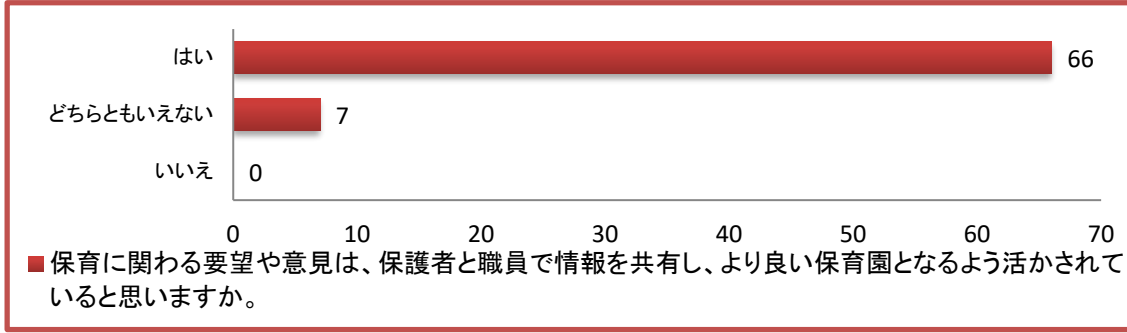 はい
66
どちらともいえない
7
いいえ
0
0 10 20 30 40 50 60 70
保育に関わる要望や意見は、保護者と職員で情報を共有し、より良い保育園となるよう活かされて
いると思いますか。